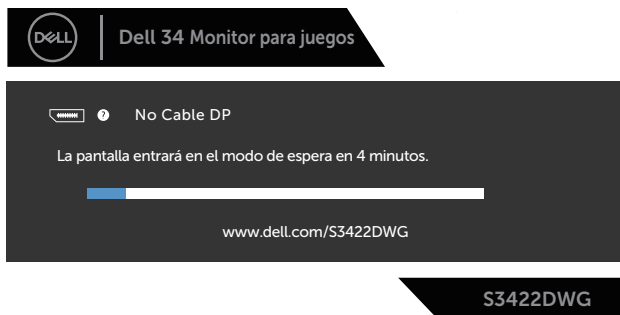 DELL
Dell 34 Monitor para juegos
? No Cable DP
La pantalla entrará en el modo de espera en 4 minutos.
www.dell.com/S3422DWG
S3422DWG